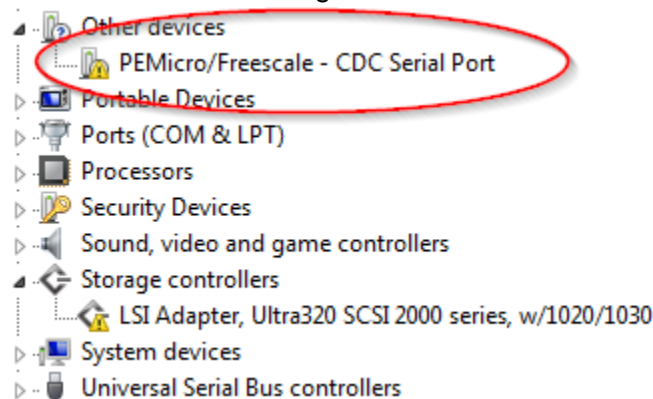 Other devices
PEMicro/Freescale - CDC Serial Port
Portable Devices
Ports (COM & LPT)
Processors
Security Devices
Sound, video and game controllers
Storage controllers
LSI Adapter, Ultra320 SCSI 2000 series, w/1020/1030
System devices
Universal Serial Bus controllers